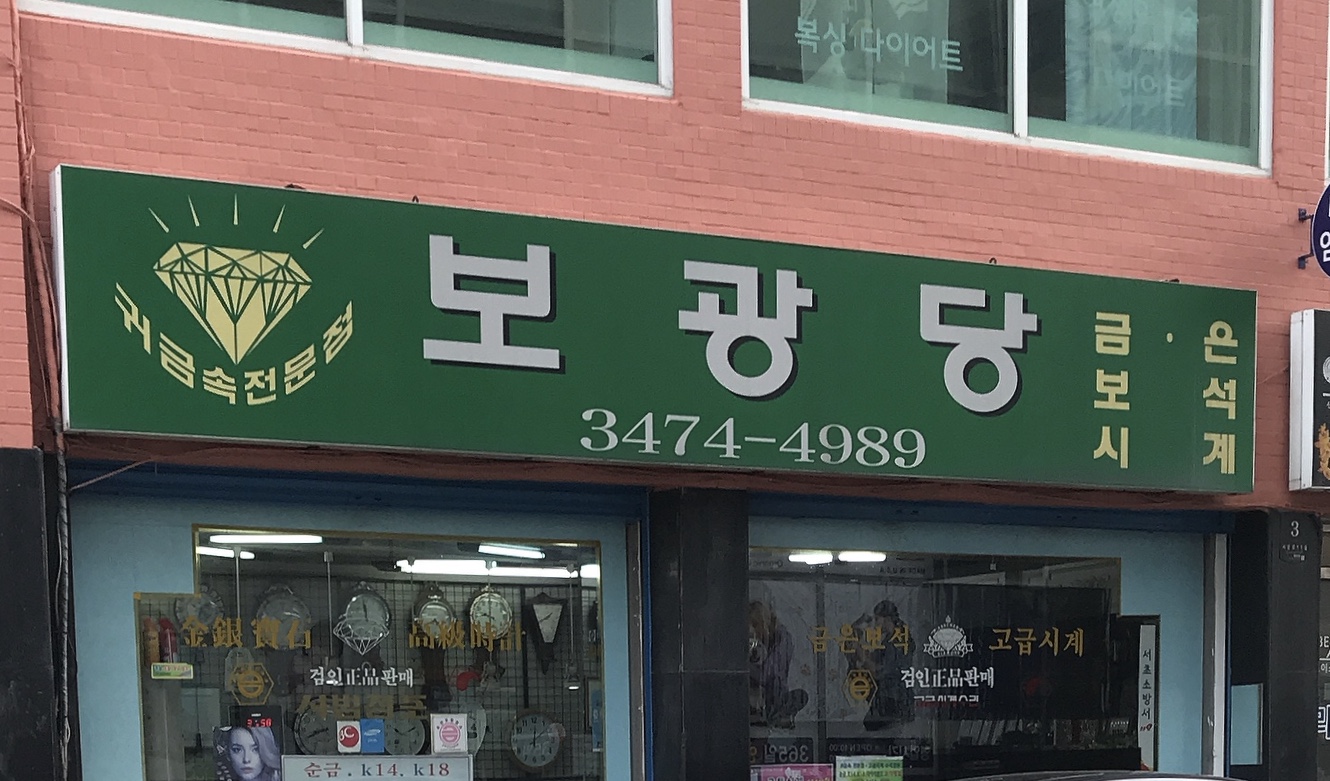 복싱 다이어트
귀금속전문점
보광당
3474-4989
금·은
보석
시계
金銀寶石
高級時計
검인正品판매
금은보석
고급시계
검인正品판매
순금. k14. k18
서초소방서
3